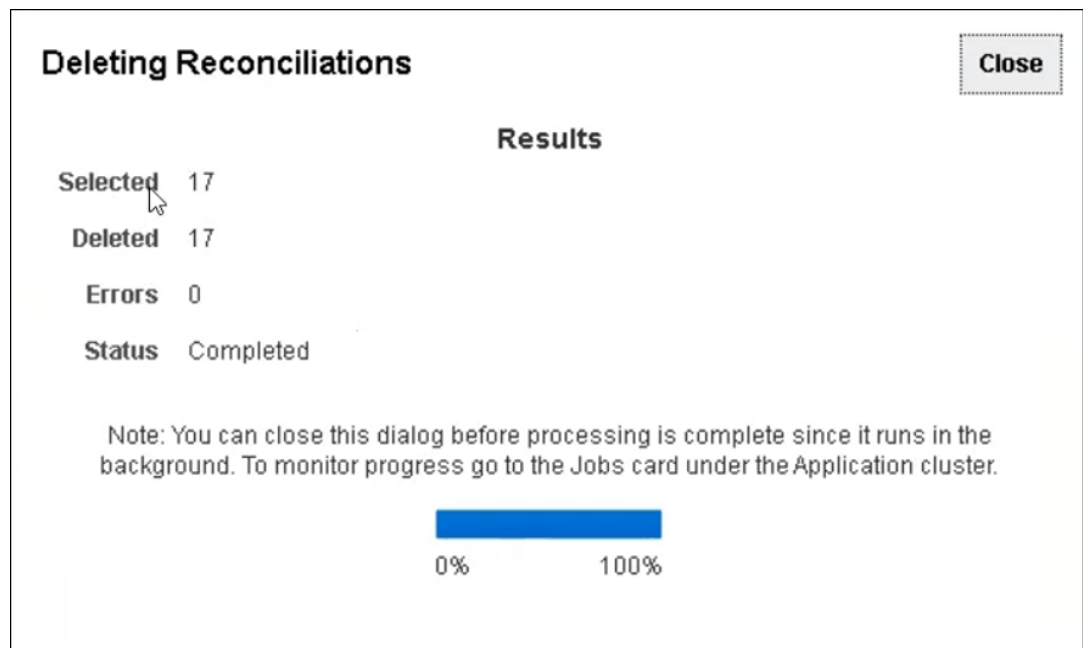 Deleting Reconciliations
Close
Results
Selected 17
Deleted 17
Errors 0
Status Completed
Note: You can close this dialog before processing is complete since it runs in the
background. To monitor progress go to the Jobs card under the Application cluster.
0% 100%